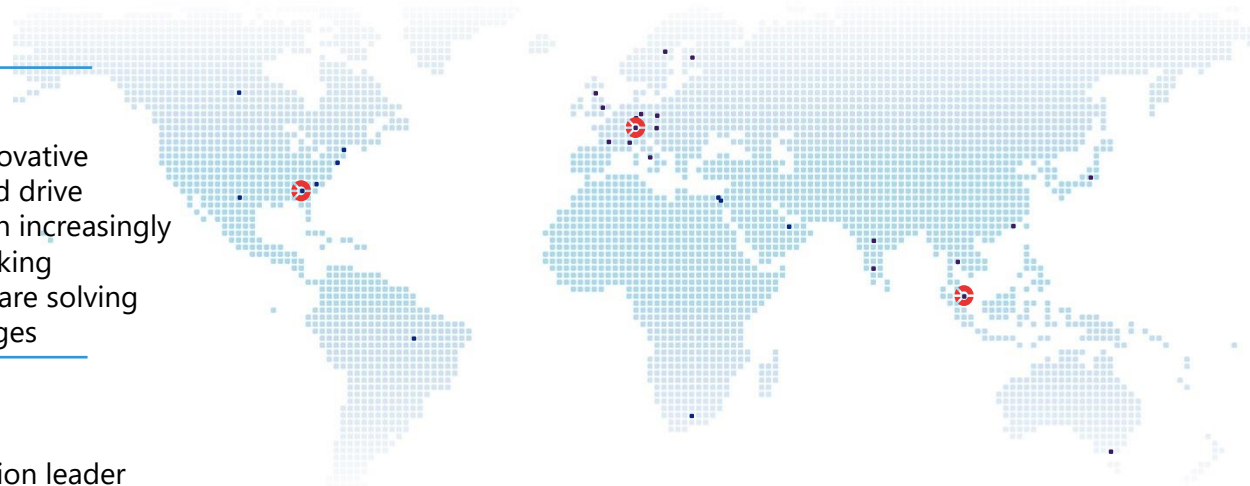 ovative
d drive
n increasingly
king
are solving
ges
ion leader